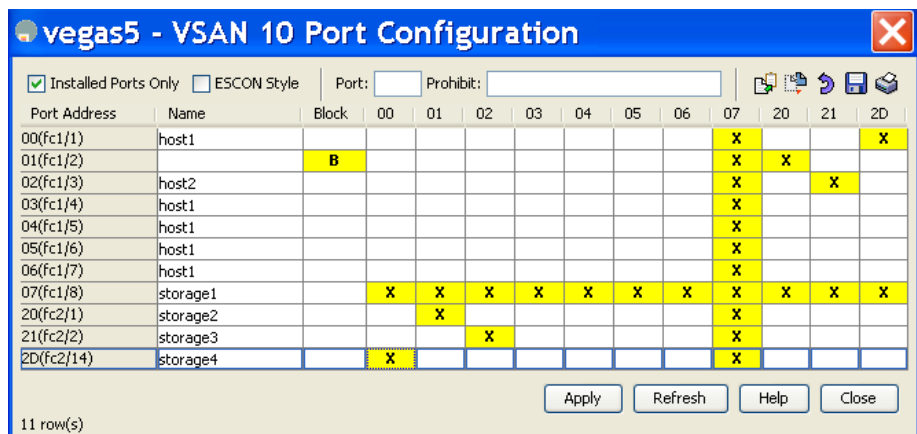 vegas5 - VSAN 10 Port Configuration
Installed Ports Only ESCON Style Port: Prohibit:
Port Address Name Block 00 01 02 03 04 05 06 07 20 21 2D
00(fc1/1) host1 X X
01(fc1/2) B X X
02(fc1/3) host2 X X
03(fc1/4) host1 X
04(fc1/5) host1 X
05(fc1/6) host1 X
06(fc1/7) host1 X
07(fc1/8) storage1 X X X X X X X X X X X
20(fc2/1) storage2 X X
21(fc2/2) storage3 X X
2D(fc2/14) storage4 X X
Apply Refresh Help Close
11 row(s)